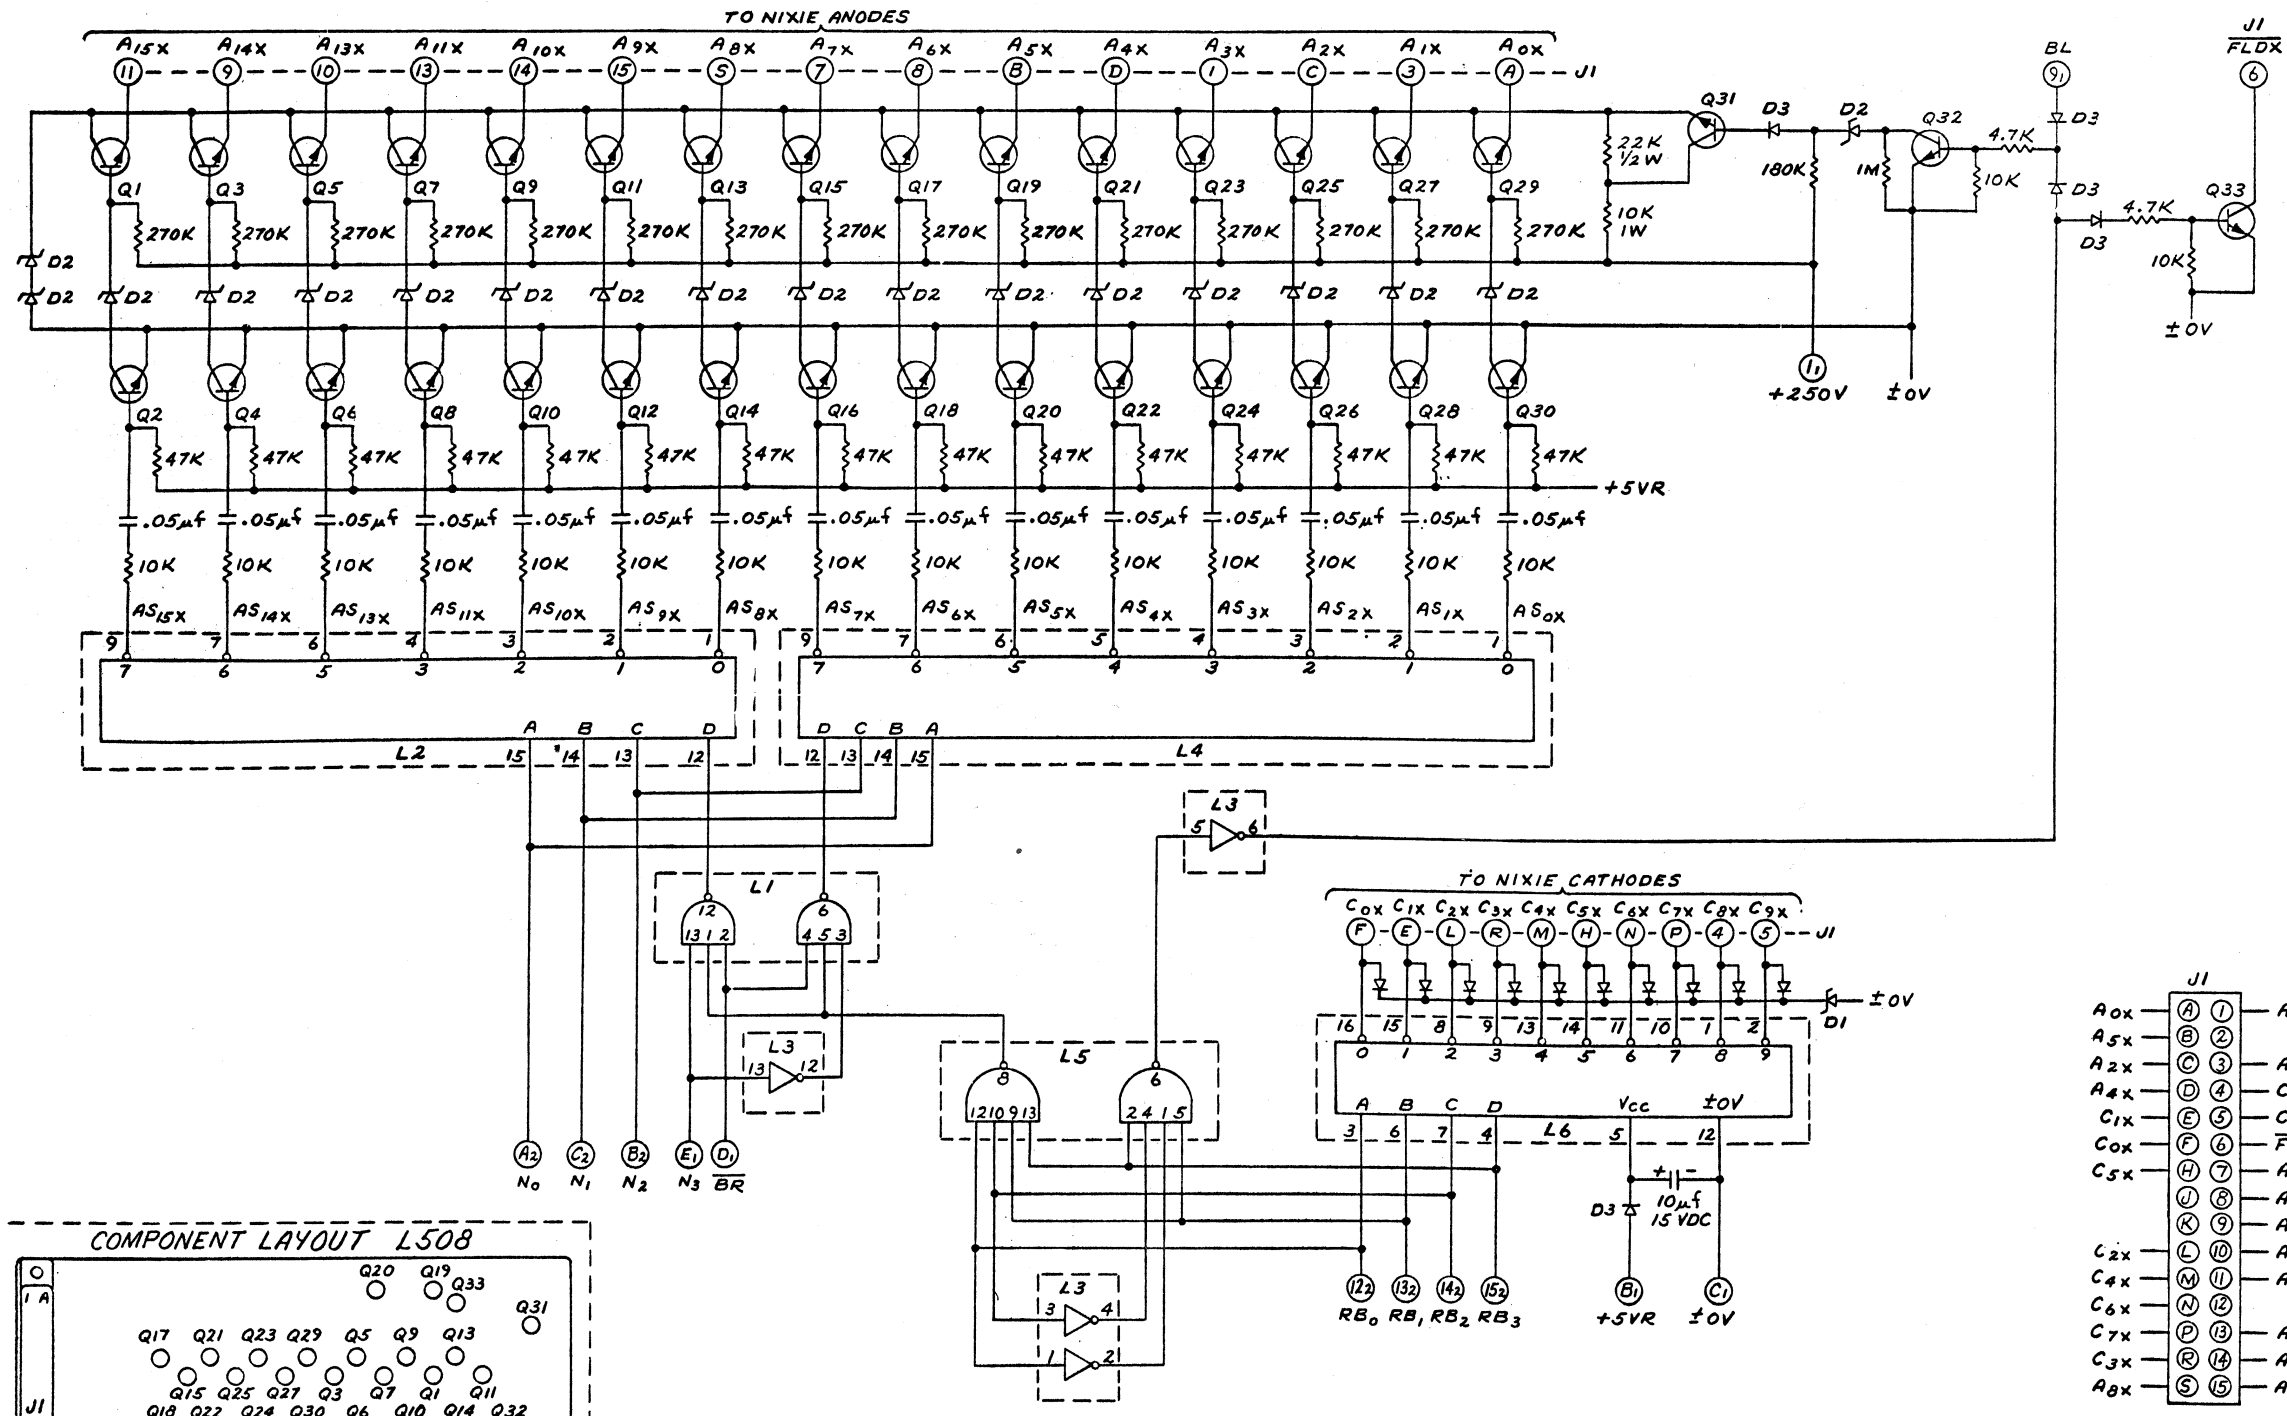 TO NIXIE ANODES
A15X A14X A13X A11X A10X A9X A8X A7X A6X A5X A4X A3X A2X A1X A0X
11 9 10 13 14 15 S 7 8 B D 1 C 3 A J1
BL
9₁
J1
FLDX
6
Q31 D3 D2 Q32 4.7K D3
22K
1/2W
180K 1M 10K D3
Q1 Q3 Q5 Q7 Q9 Q11 Q13 Q15 Q17 Q19 Q21 Q23 Q25 Q27 Q29
10K
1W
4.7K Q33
D3
10K
±0V
270K 270K 270K 270K 270K 270K 270K 270K 270K 270K 270K 270K 270K 270K 270K
D2
D2 D2 D2 D2 D2 D2 D2 D2 D2 D2 D2 D2 D2 D2 D2 D2
1₁
+250V ±0V
Q2 Q4 Q6 Q8 Q10 Q12 Q14 Q16 Q18 Q20 Q22 Q24 Q26 Q28 Q30
47K 47K 47K 47K 47K 47K 47K 47K 47K 47K 47K 47K 47K 47K 47K
+5VR
.05µf .05µf .05µf .05µf .05µf .05µf .05µf .05µf .05µf .05µf .05µf .05µf .05µf .05µf .05µf
10K 10K 10K 10K 10K 10K 10K 10K 10K 10K 10K 10K 10K 10K 10K
AS15X AS14X AS13X AS11X AS10X AS9X AS8X AS7X AS6X AS5X AS4X AS3X AS2X AS1X AS0X
9 7 6 4 3 2 1 9 7 6 5 4 3 2 1
7 6 5 3 2 1 0 7 6 5 4 3 2 1 0
A B C D D C B A
L2 15 14 13 12 12 13 14 15 L4
L3
5 6
L1
12 6
13 1 2 4 5 3
TO NIXIE CATHODES
C0X C1X C2X C3X C4X C5X C6X C7X C8X C9X
F E L R M H N P 4 5 J1
±0V
D1
16 15 8 9 13 14 11 10 1 2
0 1 2 3 4 5 6 7 8 9
L3
13 12
L5
8 6
12 10 9 13 2 4 1 5
A B C D Vcc ±0V
3 6 7 4 L6 5 12
A₂ C₂ B₂ E₁ D₁
N0 N1 N2 N3 BR
+ -
10µf
15 VDC
D3
L3
3 4
1 2
12₂ 13₂ 14₂ 15₂ B₁ C₁
RB0 RB1 RB2 RB3 +5VR ±0V
J1
A0X A 1 A
A5X B 2
A2X C 3 A
A4X D 4 C
C1X E 5 C
C0X F 6 F
C5X H 7 A
J 8 A
K 9 A
C2X L 10 A
C4X M 11 A
C6X N 12
C7X P 13 A
C3X R 14 A
A8X S 15 A
COMPONENT LAYOUT L508
1 A
Q20 Q19 Q33
Q31
Q17 Q21 Q23 Q29 Q5 Q9 Q13
Q15 Q25 Q27 Q3 Q7 Q1 Q11
J1 Q18 Q22 Q24 Q30 Q6 Q10 Q14 Q32